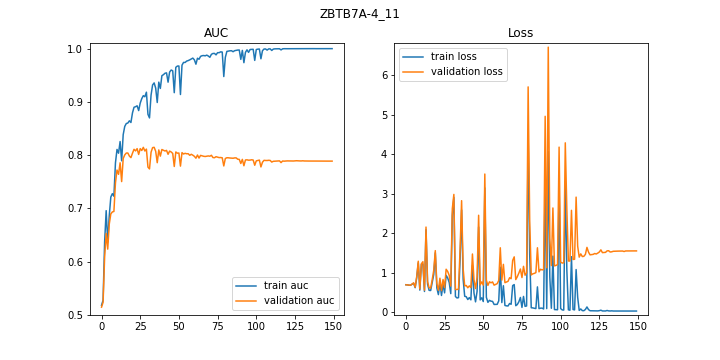 ZBTB7A-4_11
AUC
1.0
0.9
0.8
0.7
0.6
0.5
0 25 50 75 100 125 150
train auc
validation auc
Loss
6
5
4
3
2
1
0
0 25 50 75 100 125 150
train loss
validation loss